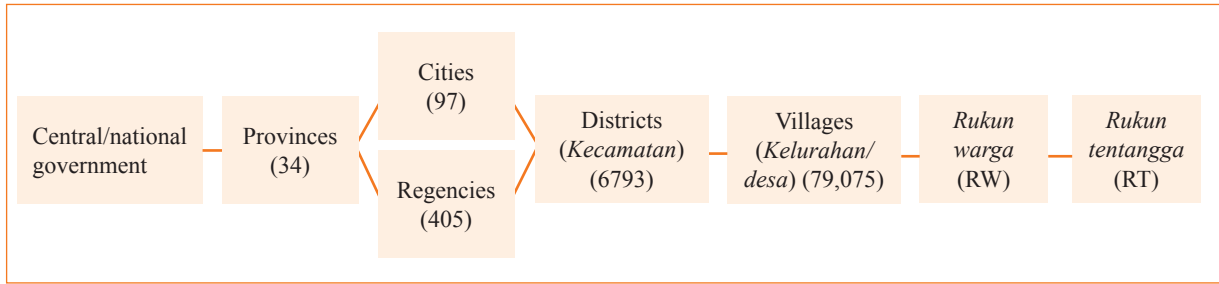 Central/national
government
Provinces
(34)
Cities
(97)
Regencies
(405)
Districts
(Kecamatan)
(6793)
Villages
(Kelurahan/
desa) (79,075)
Rukun
warga
(RW)
Rukun
tentangga
(RT)